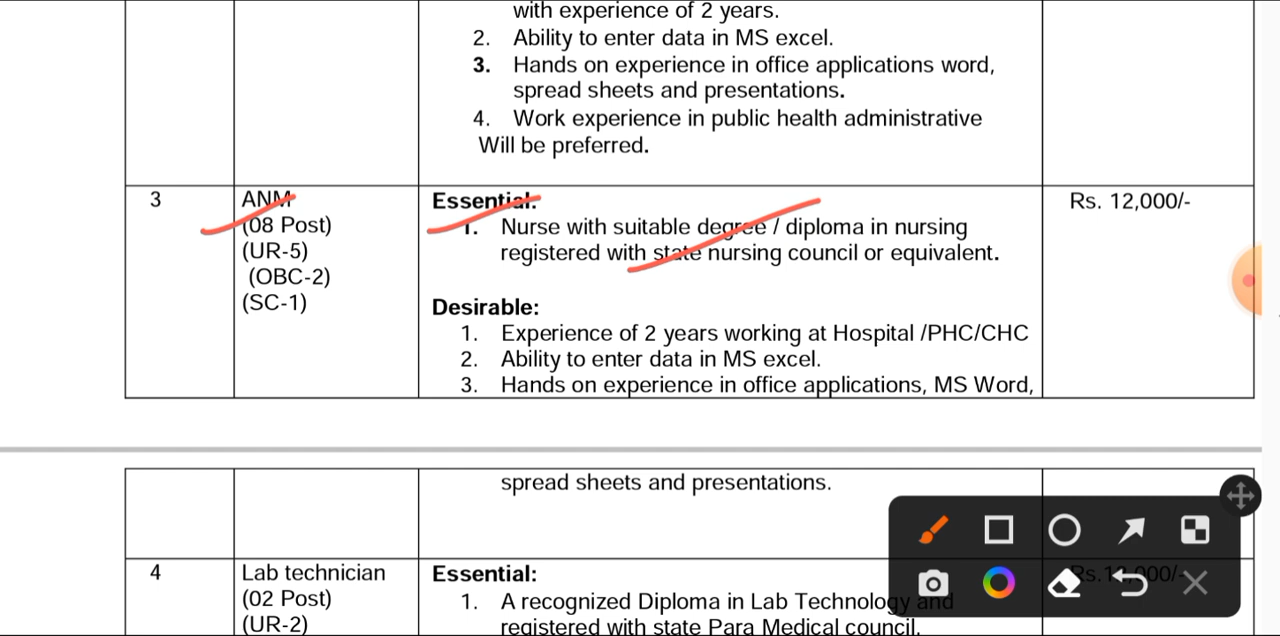 with experience of 2 years.
2. Ability to enter data in MS excel.
3. Hands on experience in office applications word,
spread sheets and presentations.
4. Work experience in public health administrative
Will be preferred.
3
ANM
(08 Post)
(UR-5)
(OBC-2)
(SC-1)
Essential:
1. Nurse with suitable degree / diploma in nursing
registered with state nursing council or equivalent.
Desirable:
1. Experience of 2 years working at Hospital /PHC/CHC
2. Ability to enter data in MS excel.
3. Hands on experience in office applications, MS Word,
Rs. 12,000/-
spread sheets and presentations.
4
Lab technician
(02 Post)
(UR-2)
Essential:
1. A recognized Diploma in Lab Technology and
registered with state Para Medical council.